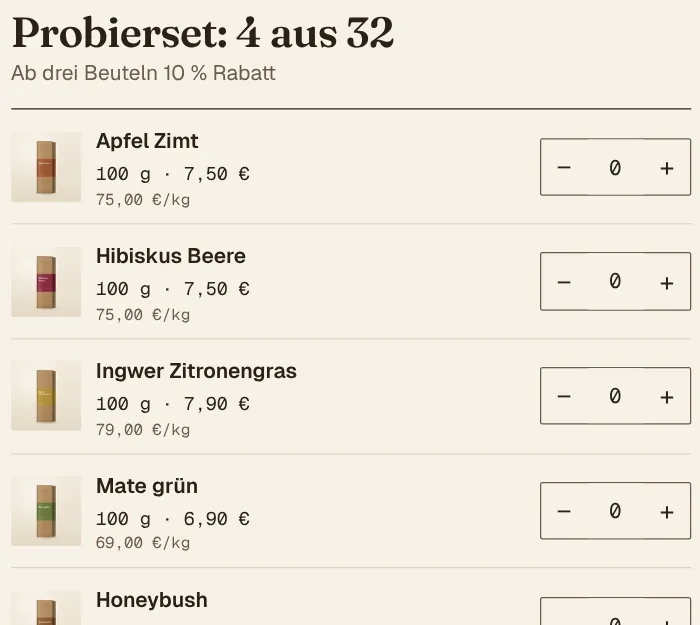 Probierset: 4 aus 32
Ab drei Beuteln 10 % Rabatt
Apfel Zimt
100 g · 7,50 €
75,00 €/kg
− 0 +
Hibiskus Beere
100 g · 7,50 €
75,00 €/kg
− 0 +
Ingwer Zitronengras
100 g · 7,90 €
79,00 €/kg
− 0 +
Mate grün
100 g · 6,90 €
69,00 €/kg
− 0 +
Honeybush